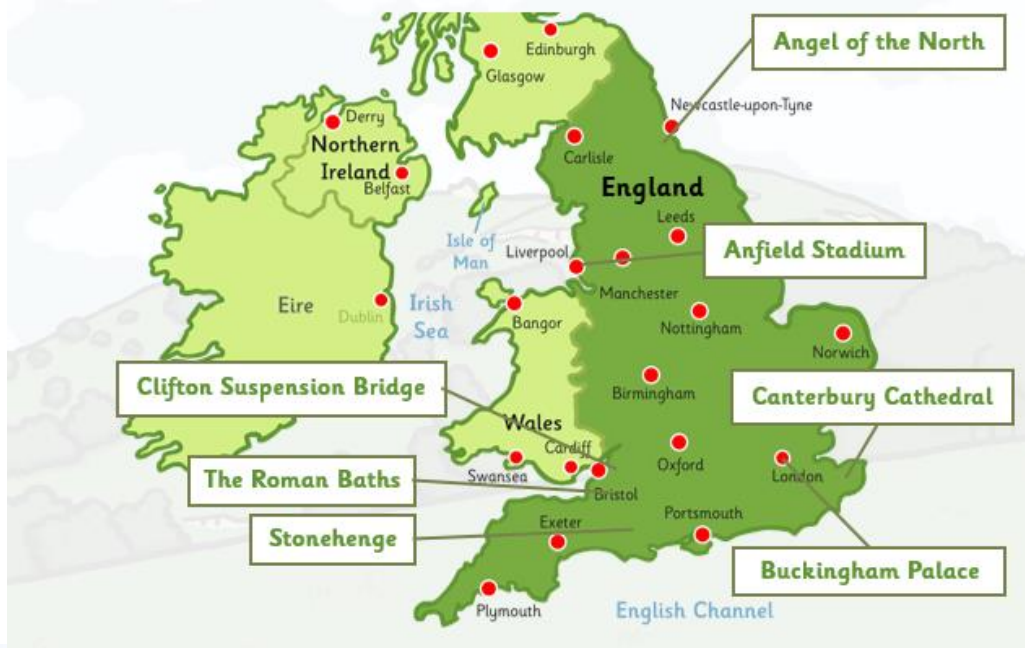 Edinburgh
Angel of the North
Glasgow
Newcastle-upon-Tyne
Derry
Northern
Ireland
Carlisle
Belfast
England
Leeds
Isle of
Man
Liverpool
Anfield Stadium
Manchester
Eire
Irish
Sea
Dublin
Bangor
Nottingham
Norwich
Clifton Suspension Bridge
Birmingham
Canterbury Cathedral
Wales
Cardiff
Oxford
The Roman Baths
Swansea
London
Bristol
Stonehenge
Exeter
Portsmouth
Buckingham Palace
Plymouth
English Channel